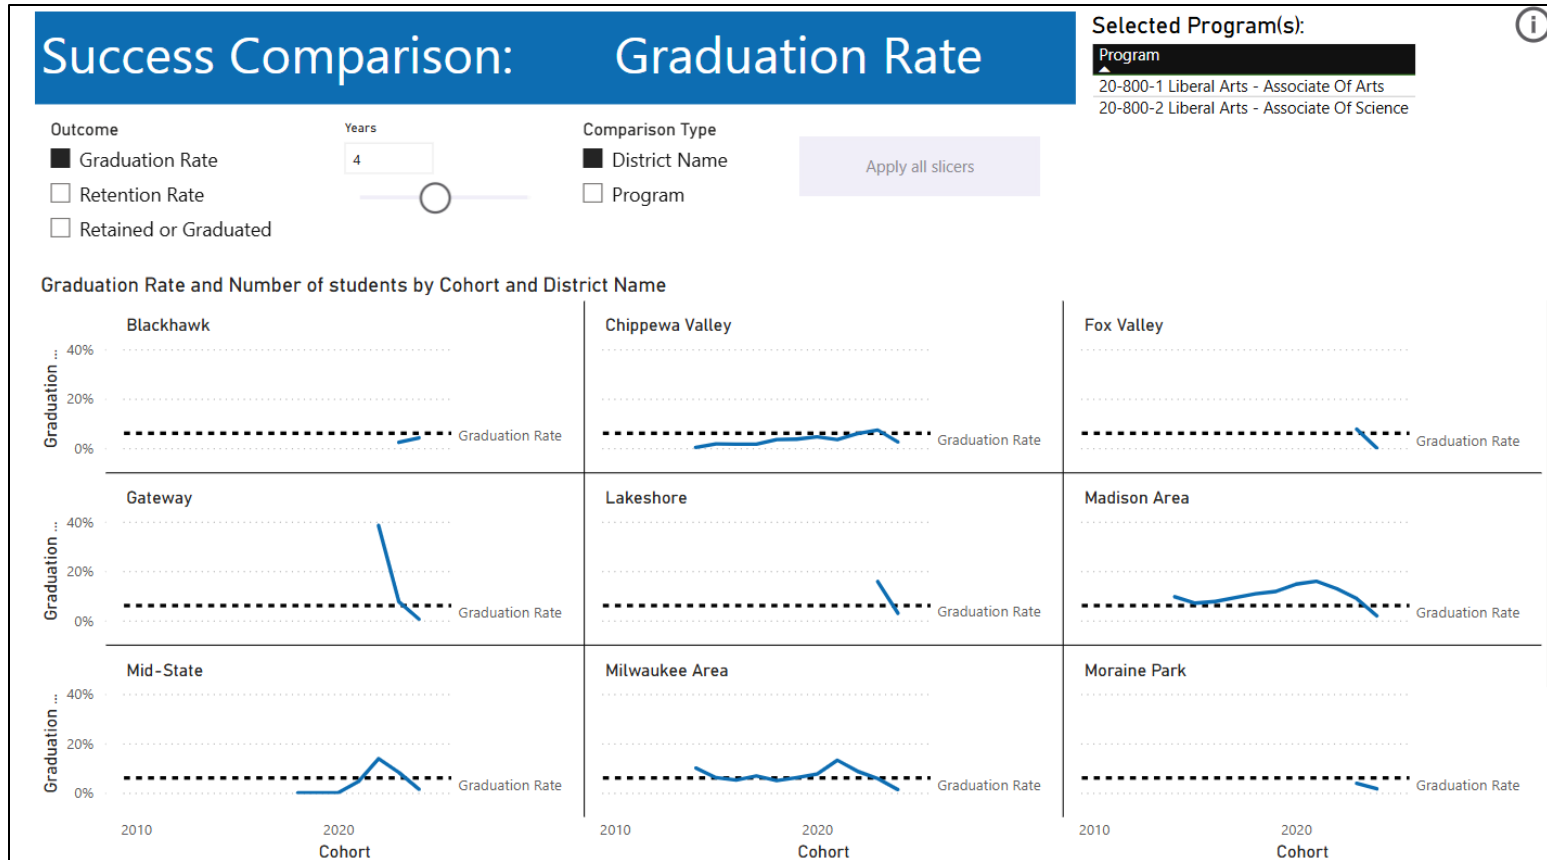 Success Comparison: Graduation Rate
Selected Program(s):
Program
20-800-1 Liberal Arts - Associate Of Arts
20-800-2 Liberal Arts - Associate Of Science
Outcome
Graduation Rate
Retention Rate
Retained or Graduated
Years
4
Comparison Type
District Name
Program
Apply all slicers
Graduation Rate and Number of students by Cohort and District Name
Blackhawk
Chippewa Valley
Fox Valley
Graduation ...
40%
20%
0%
Graduation Rate
Graduation Rate
Graduation Rate
Gateway
Lakeshore
Madison Area
Graduation ...
40%
20%
0%
Graduation Rate
Graduation Rate
Graduation Rate
Mid-State
Milwaukee Area
Moraine Park
Graduation ...
40%
20%
0%
Graduation Rate
Graduation Rate
Graduation Rate
2010 2020
2010 2020
2010 2020
Cohort
Cohort
Cohort